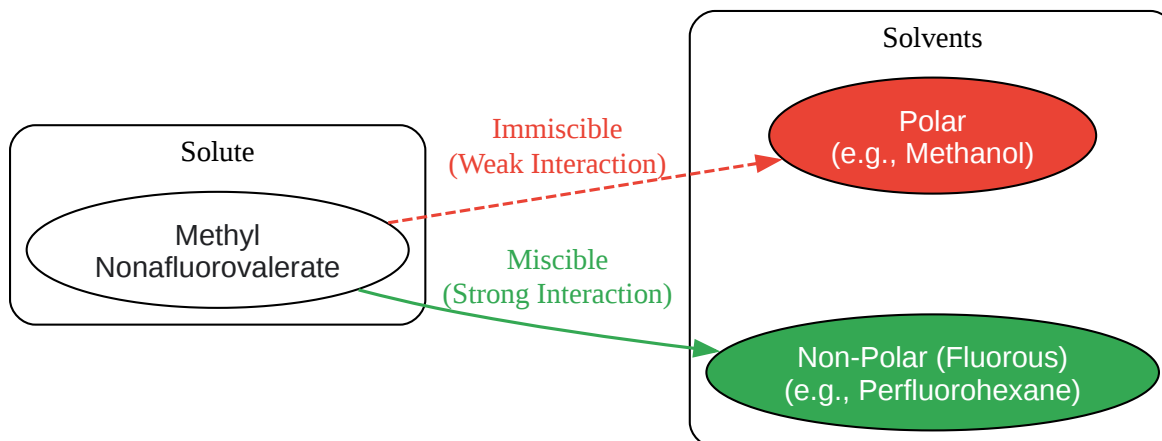 Solute
Methyl
Nonafluorovalerate
Immiscible
(Weak Interaction)
Miscible
(Strong Interaction)
Solvents
Polar
(e.g., Methanol)
Non-Polar (Fluorous)
(e.g., Perfluorohexane)